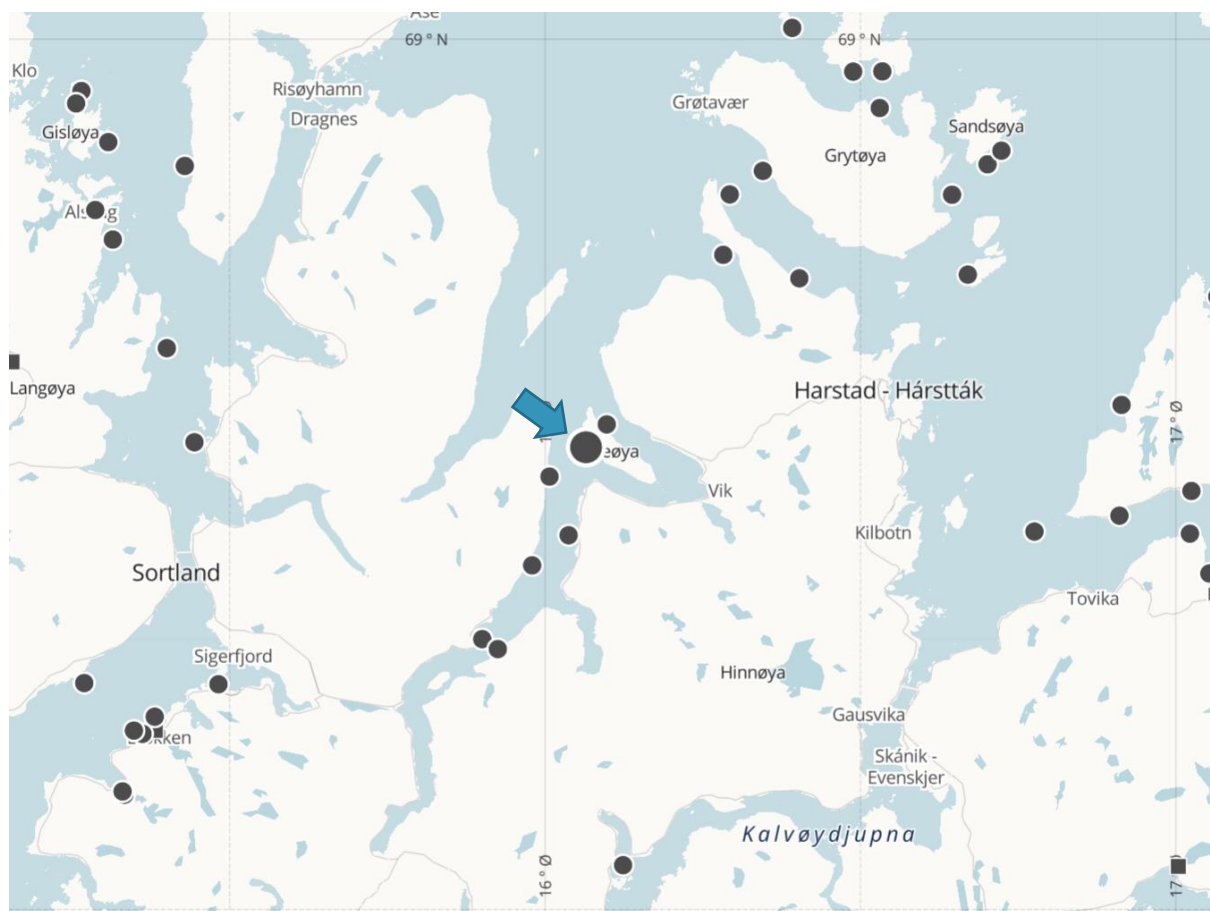 Åse
69 ° N
69 ° N
Klo
Risøyhamn
Dragnes
Grøtavær
Gisløya
Sandsøya
Grytøya
Langøya
Harstad - Hárstták
17 ° Ø
eøya
Vik
Kilbotn
Sortland
Tovika
Sigerfjord
Hinnøya
Gausvika
Skánik -
Evenskjer
Kalvøydjupna
16 ° Ø